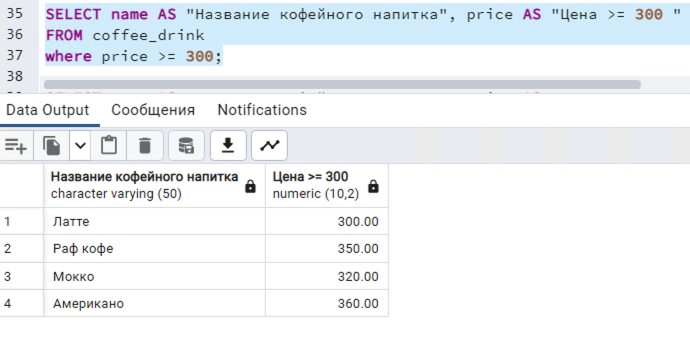 35 SELECT name AS "Название кофейного напитка", price AS "Цена >= 300 "
36 FROM coffee_drink
37 where price >= 300;
38
Data Output Сообщения Notifications
Название кофейного напитка Цена >= 300
character varying (50) numeric (10,2)
1 Латте 300.00
2 Раф кофе 350.00
3 Мокко 320.00
4 Американо 360.00